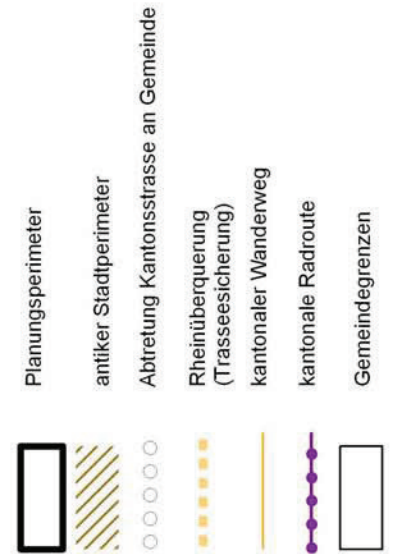 Planungsperimeter
antiker Stadtperimeter
Abtretung Kantonsstrasse an Gemeinde
Rheinüberquerung
(Trasseesicherung)
kantonaler Wanderweg
kantonale Radroute
Gemeindegrenzen